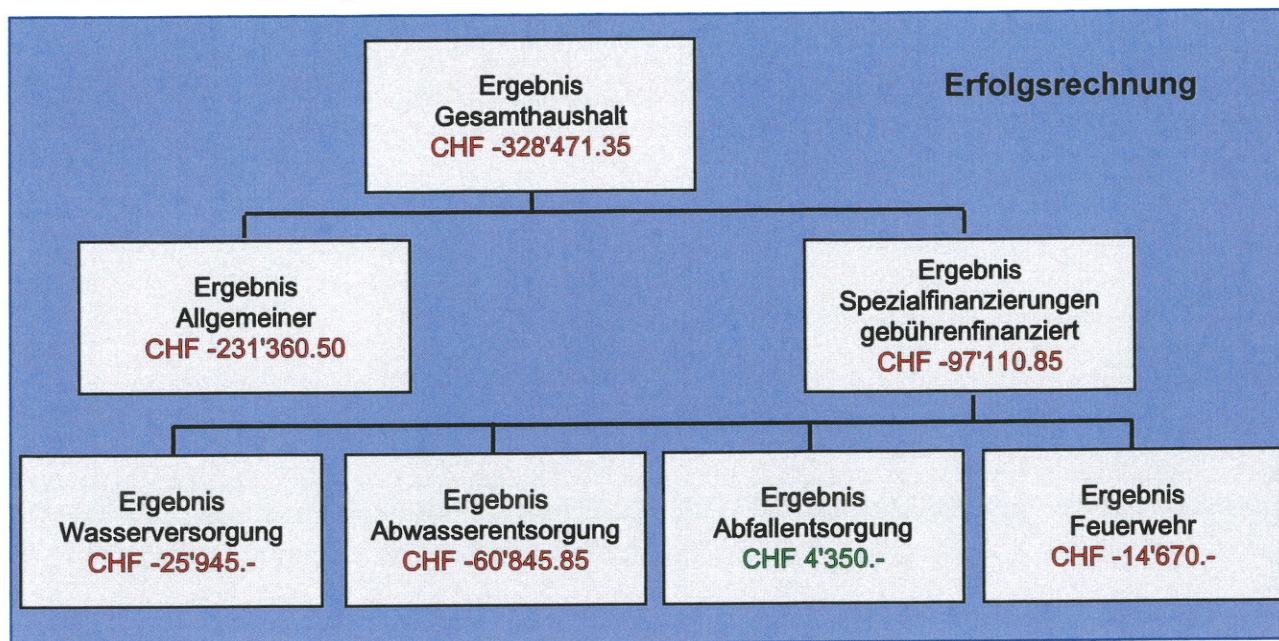 Erfolgsrechnung
Ergebnis
Gesamthaushalt
CHF -328'471.35
Ergebnis
Allgemeiner
CHF -231'360.50
Ergebnis
Spezialfinanzierungen
gebührenfinanziert
CHF -97'110.85
Ergebnis
Wasserversorgung
CHF -25'945.-
Ergebnis
Abwasserentsorgung
CHF -60'845.85
Ergebnis
Abfallentsorgung
CHF 4'350.-
Ergebnis
Feuerwehr
CHF -14'670.-